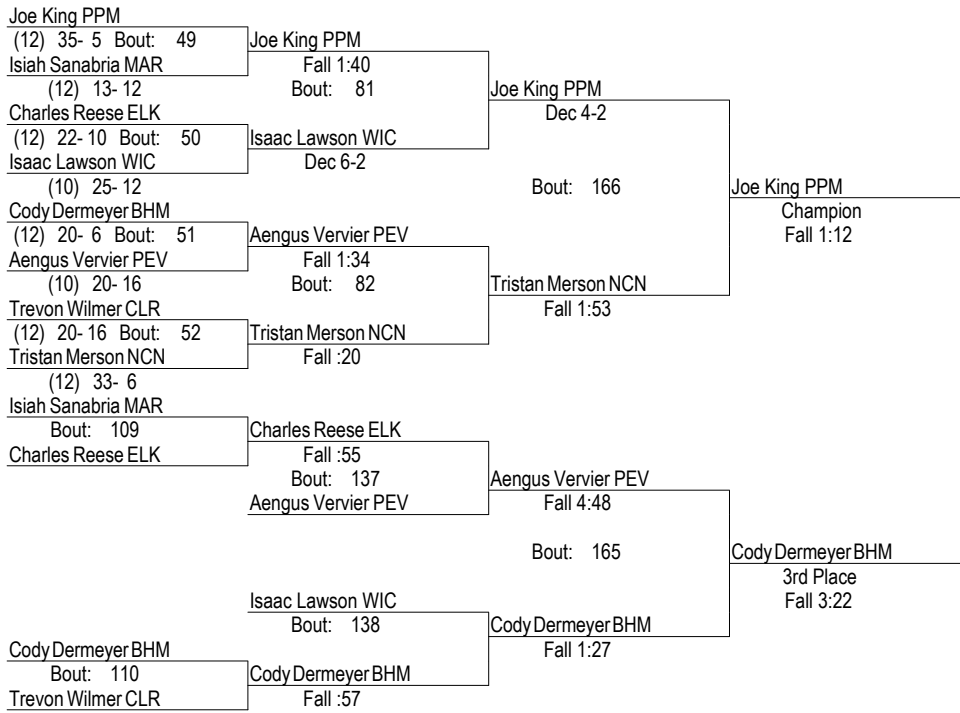 Joe King PPM
(12) 35- 5 Bout: 49
Isiah Sanabria MAR
(12) 13- 12
Charles Reese ELK
(12) 22- 10 Bout: 50
Isaac Lawson WIC
(10) 25- 12
Cody Dermeyer BHM
(12) 20- 6 Bout: 51
Aengus Vervier PEV
(10) 20- 16
Trevon Wilmer CLR
(12) 20- 16 Bout: 52
Tristan Merson NCN
(12) 33- 6
Isiah Sanabria MAR
Bout: 109
Charles Reese ELK
Cody Dermeyer BHM
Bout: 110
Trevon Wilmer CLR
Joe King PPM
Fall 1:40
Bout: 81
Isaac Lawson WIC
Dec 6-2
Aengus Vervier PEV
Fall 1:34
Bout: 82
Tristan Merson NCN
Fall :20
Charles Reese ELK
Fall :55
Bout: 137
Aengus Vervier PEV
Isaac Lawson WIC
Bout: 138
Cody Dermeyer BHM
Fall :57
Joe King PPM
Dec 4-2
Bout: 166
Tristan Merson NCN
Fall 1:53
Aengus Vervier PEV
Fall 4:48
Bout: 165
Cody Dermeyer BHM
Fall 1:27
Joe King PPM
Champion
Fall 1:12
Cody Dermeyer BHM
3rd Place
Fall 3:22